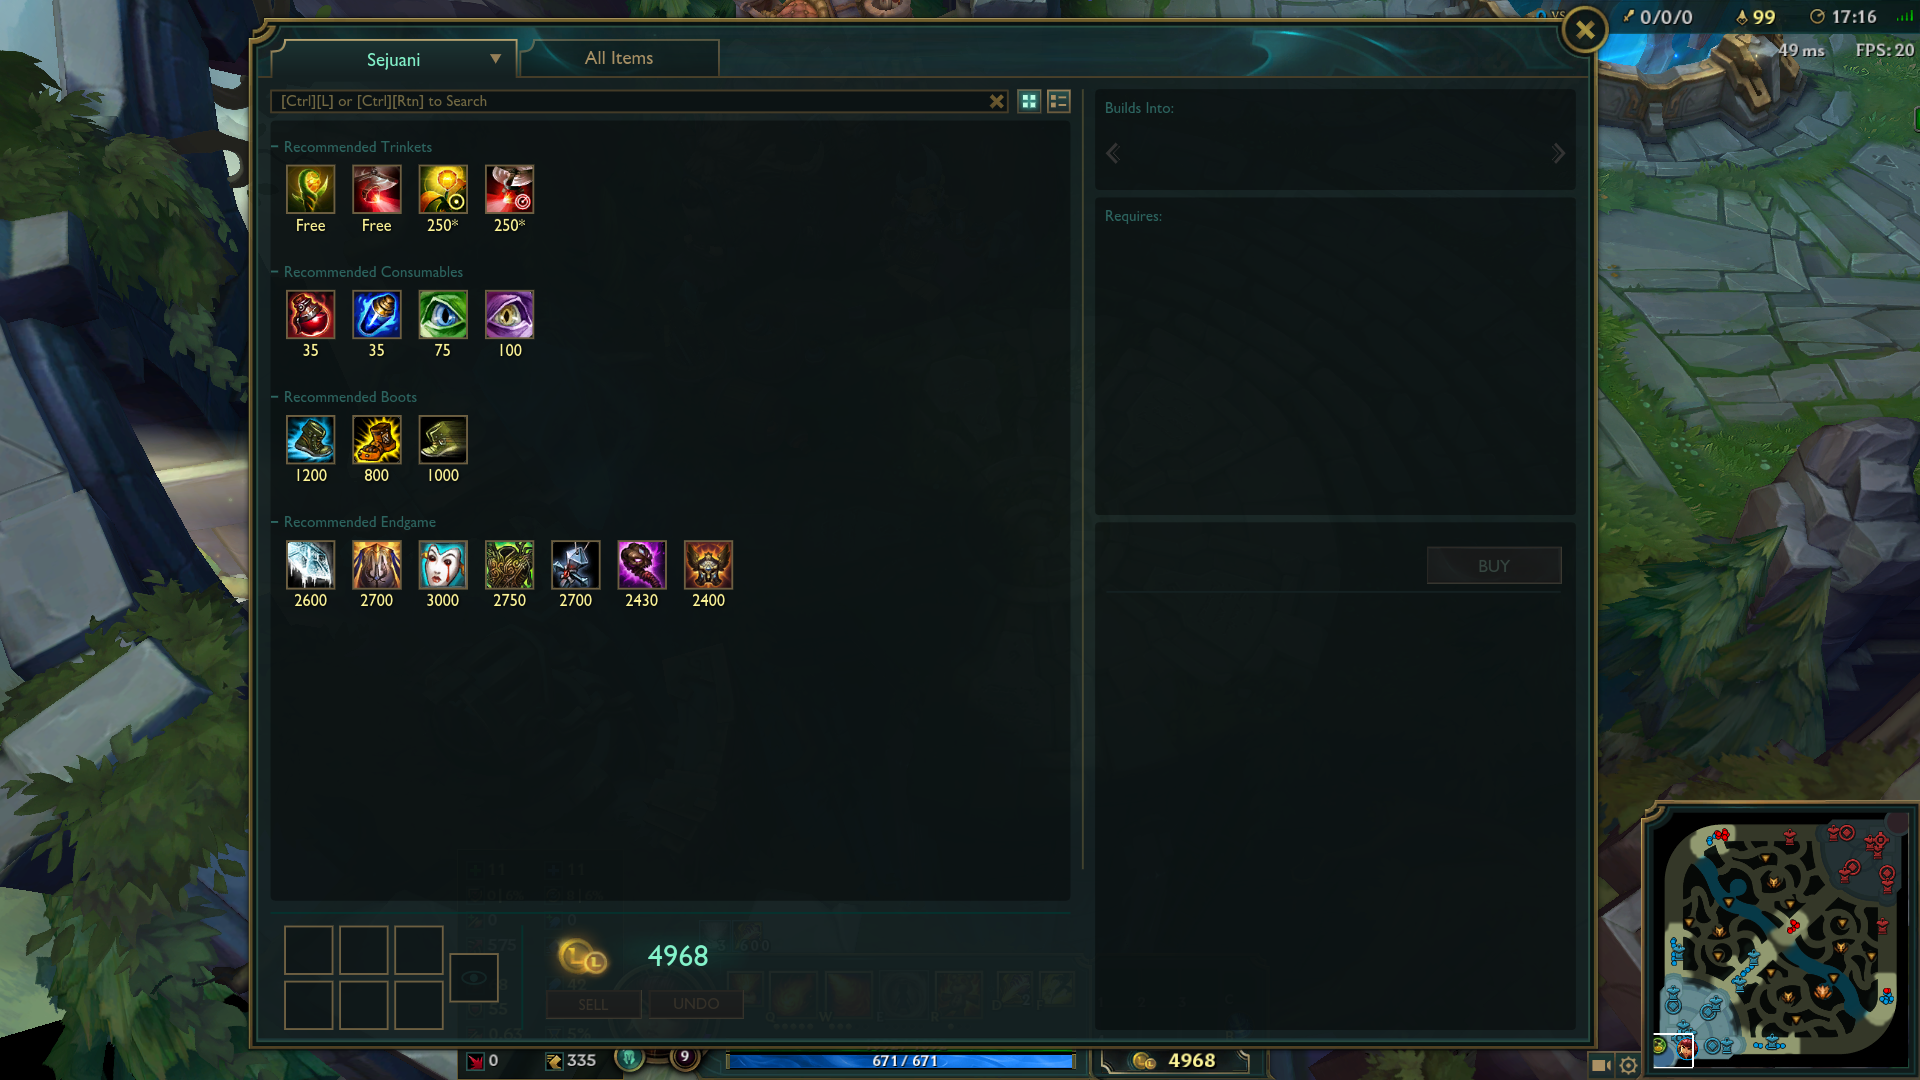 0/0/0
99
17:16
49 ms
FPS: 20
Sejuani
All Items
[Ctrl][L] or [Ctrl][Rtn] to Search
Builds Into:
Recommended Trinkets
Free
Free
250*
250*
Requires:
Recommended Consumables
35
35
75
100
Recommended Boots
1200
800
1000
Recommended Endgame
2600
2700
3000
2750
2700
2430
2400
BUY
4968
SELL
UNDO
0
335
9
671 / 671
4968